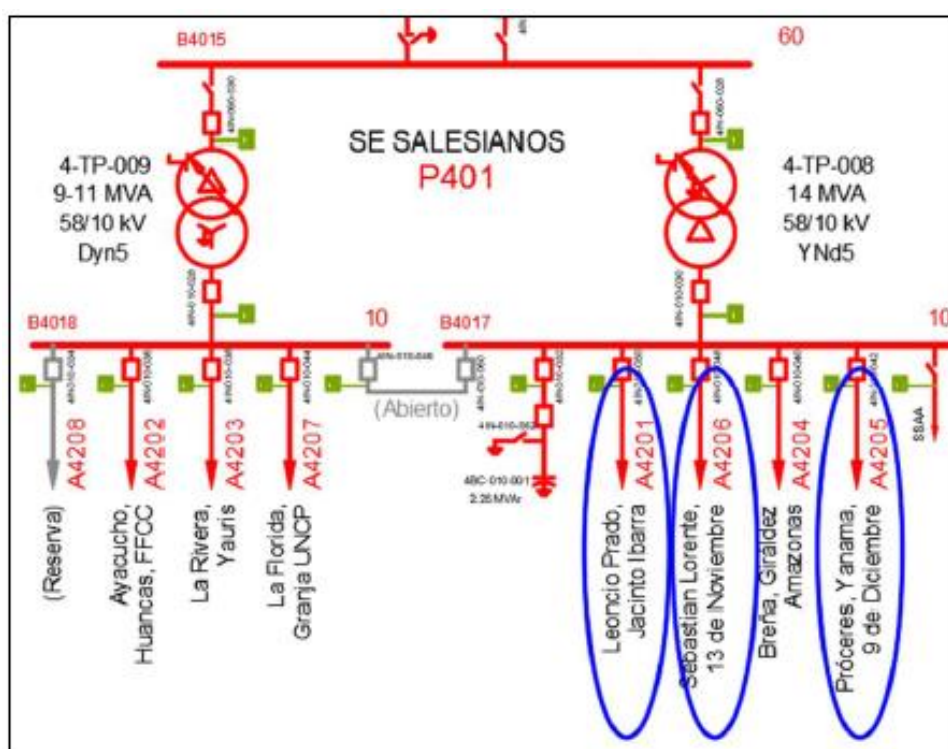 B4015
60
SE SALESIANOS
P401
4-TP-009
9-11 MVA
58/10 kV
Dyn5
4-TP-008
14 MVA
58/10 kV
YNd5
B4018
10
B4017
10
(Abierto)
4BC-010-001
2.25 MVAr
SSAA
A4208
A4202
A4203
A4207
A4201
A4206
A4204
A4205
(Reserva)
Ayacucho,
Huancas, FFCC
La Rivera,
Yauris
La Florida,
Granja UNCP
Leoncio Prado,
Jacinto Ibarra
Sebastian Lorente,
13 de Noviembre
Breña, Giráldez
Amazonas
Próceres, Yanama,
9 de Diciembre